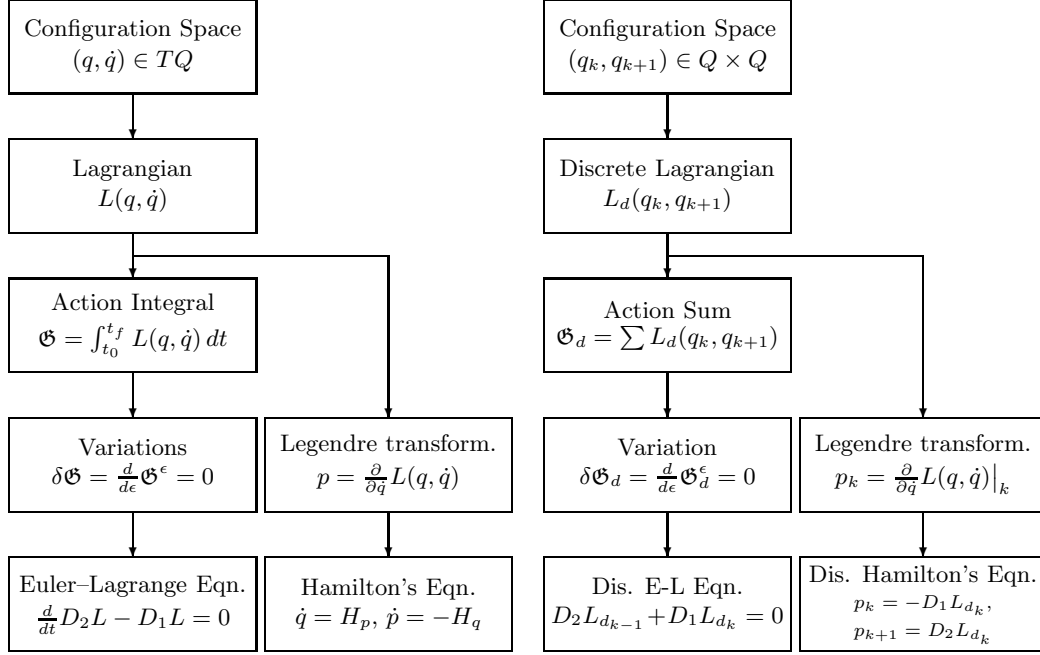 Configuration Space
(q, q̇) ∈ TQ
Lagrangian
L(q, q̇)
Action Integral
𝔊 = ∫_{t_0}^{t_f} L(q, q̇) dt
Variations
δ𝔊 = d/dϵ 𝔊^ϵ = 0
Legendre transform.
p = ∂/∂q̇ L(q, q̇)
Euler–Lagrange Eqn.
d/dt D_2L − D_1L = 0
Hamilton's Eqn.
q̇ = H_p, ṗ = −H_q
Configuration Space
(q_k, q_{k+1}) ∈ Q × Q
Discrete Lagrangian
L_d(q_k, q_{k+1})
Action Sum
𝔊_d = ∑ L_d(q_k, q_{k+1})
Variation
δ𝔊_d = d/dϵ 𝔊_d^ϵ = 0
Legendre transform.
p_k = ∂/∂q̇ L(q, q̇)|_k
Dis. E-L Eqn.
D_2L_{d_{k−1}} + D_1L_{d_k} = 0
Dis. Hamilton's Eqn.
p_k = −D_1L_{d_k},
p_{k+1} = D_2L_{d_k}